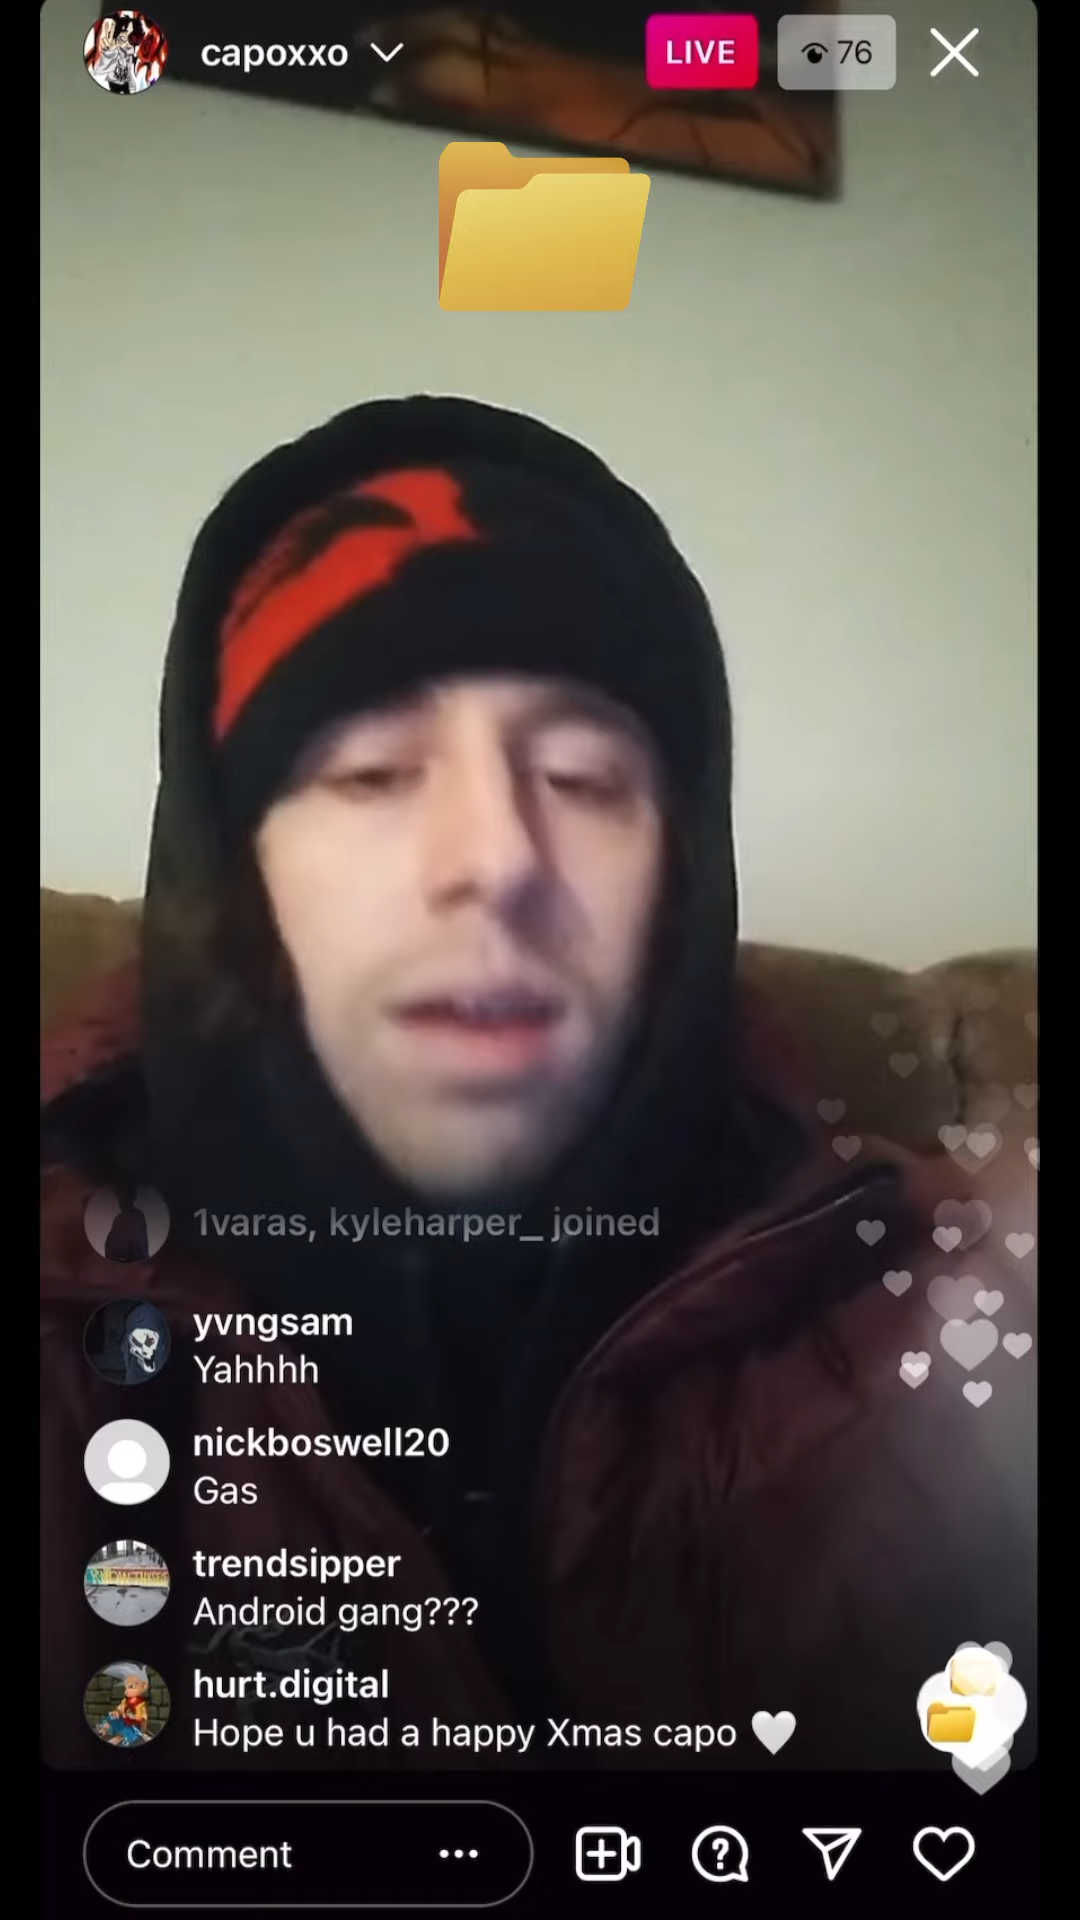 capoxxo
LIVE
76
1varas, kyleharper_ joined
yvngsam
Yahhhh
nickboswell20
Gas
trendsipper
Android gang???
hurt.digital
Hope u had a happy Xmas capo 🤍
Comment